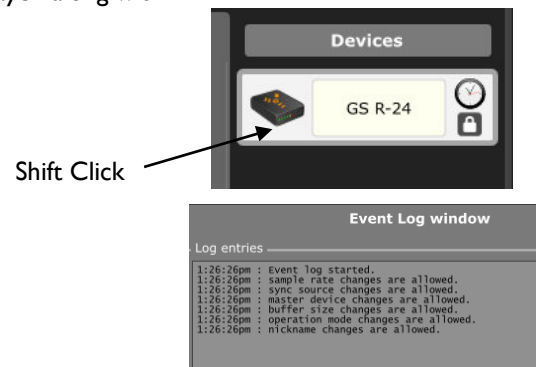 Devices
GS R-24
Shift Click
Event Log window
Log entries
1:26:26pm : Event log started.
1:26:26pm : sample rate changes are allowed.
1:26:26pm : sync source changes are allowed.
1:26:26pm : master device changes are allowed.
1:26:26pm : buffer size changes are allowed.
1:26:26pm : operation mode changes are allowed.
1:26:26pm : nickname changes are allowed.